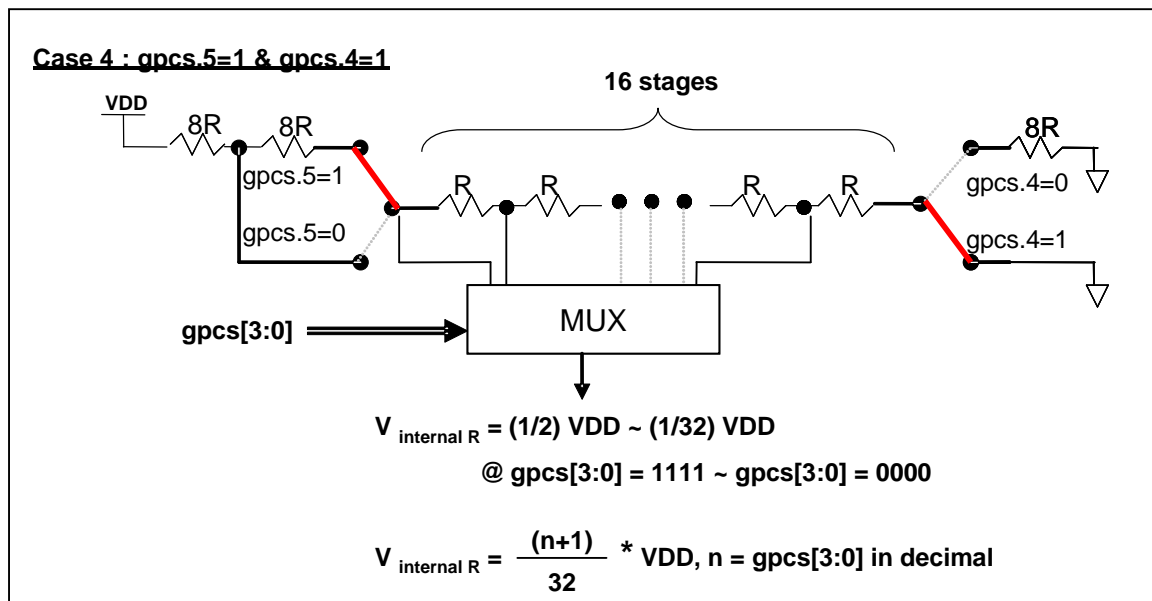 Case 4 : gpcs.5=1 & gpcs.4=1
16 stages
VDD
8R
8R
8R
gpcs.5=1
R
R
R
R
gpcs.4=0
gpcs.5=0
gpcs.4=1
MUX
gpcs[3:0]
V internal R = (1/2) VDD ~ (1/32) VDD
@ gpcs[3:0] = 1111 ~ gpcs[3:0] = 0000
V internal R = (n+1) / 32 * VDD, n = gpcs[3:0] in decimal